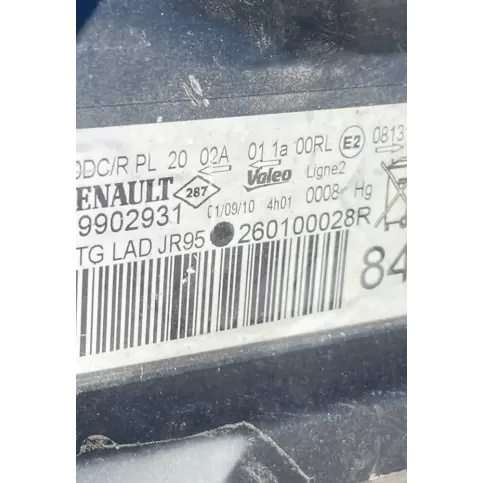 DC/R PL 20 02A 01 1a 00RL E2 0813
RENAULT 287 Valeo Ligne2
9902931 01/09/10 4h01 0008 Hg
TG LAD JR95 260100028R
84